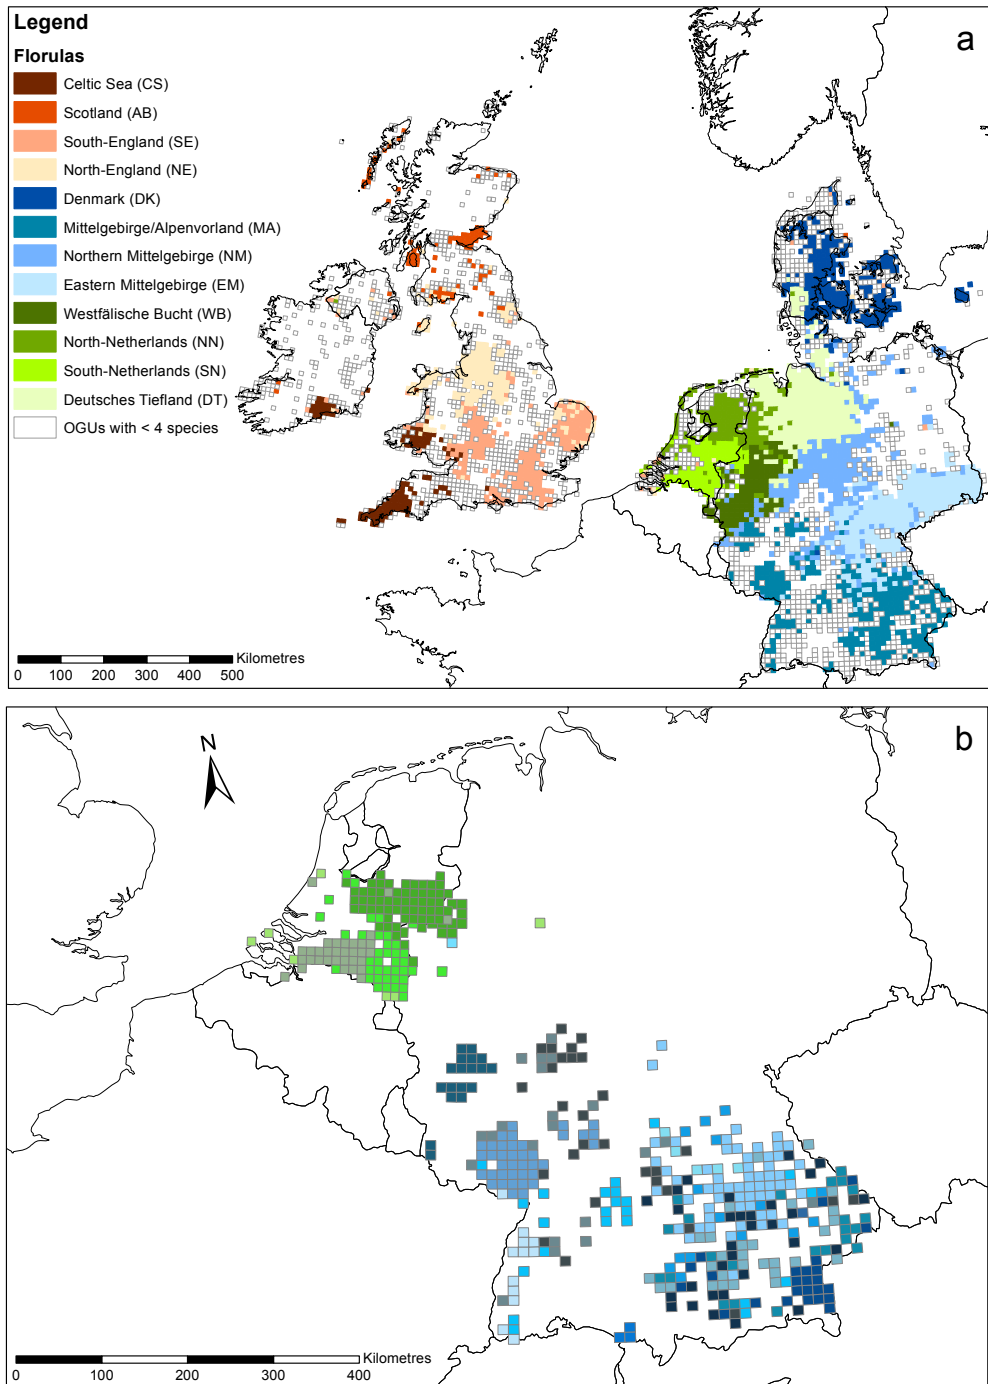 Legend
a
Florulas
Celtic Sea (CS)
Scotland (AB)
South-England (SE)
North-England (NE)
Denmark (DK)
Mittelgebirge/Alpenvorland (MA)
Northern Mittelgebirge (NM)
Eastern Mittelgebirge (EM)
Westfälische Bucht (WB)
North-Netherlands (NN)
South-Netherlands (SN)
Deutsches Tiefland (DT)
OGUs with < 4 species
Kilometres
0 100 200 300 400 500
b
N
Kilometres
0 100 200 300 400